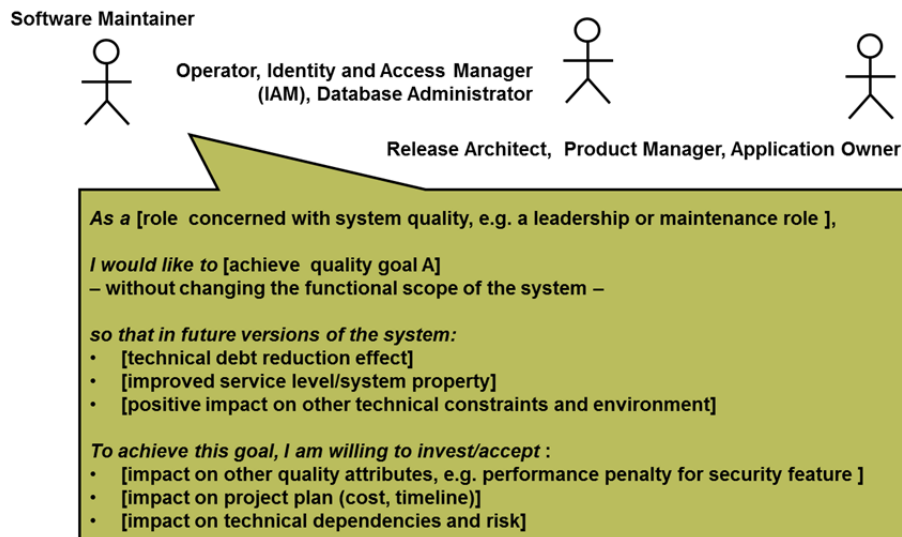 Software Maintainer
Operator, Identity and Access Manager
(IAM), Database Administrator
Release Architect, Product Manager, Application Owner
As a [role concerned with system quality, e.g. a leadership or maintenance role ],
I would like to [achieve quality goal A]
– without changing the functional scope of the system –
so that in future versions of the system:
• [technical debt reduction effect]
• [improved service level/system property]
• [positive impact on other technical constraints and environment]
To achieve this goal, I am willing to invest/accept :
• [impact on other quality attributes, e.g. performance penalty for security feature ]
• [impact on project plan (cost, timeline)]
• [impact on technical dependencies and risk]